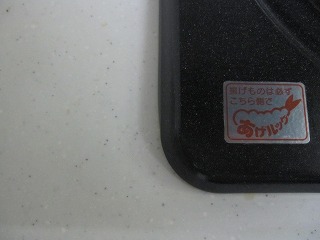 揚げものは必ず
こちら側で
あげルック